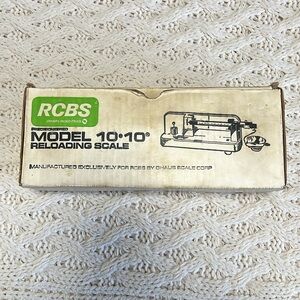 RCBS
MODEL 10•10®
RELOADING SCALE
MANUFACTURED EXCLUSIVELY FOR RCBS BY OHAUS SCALE CORP